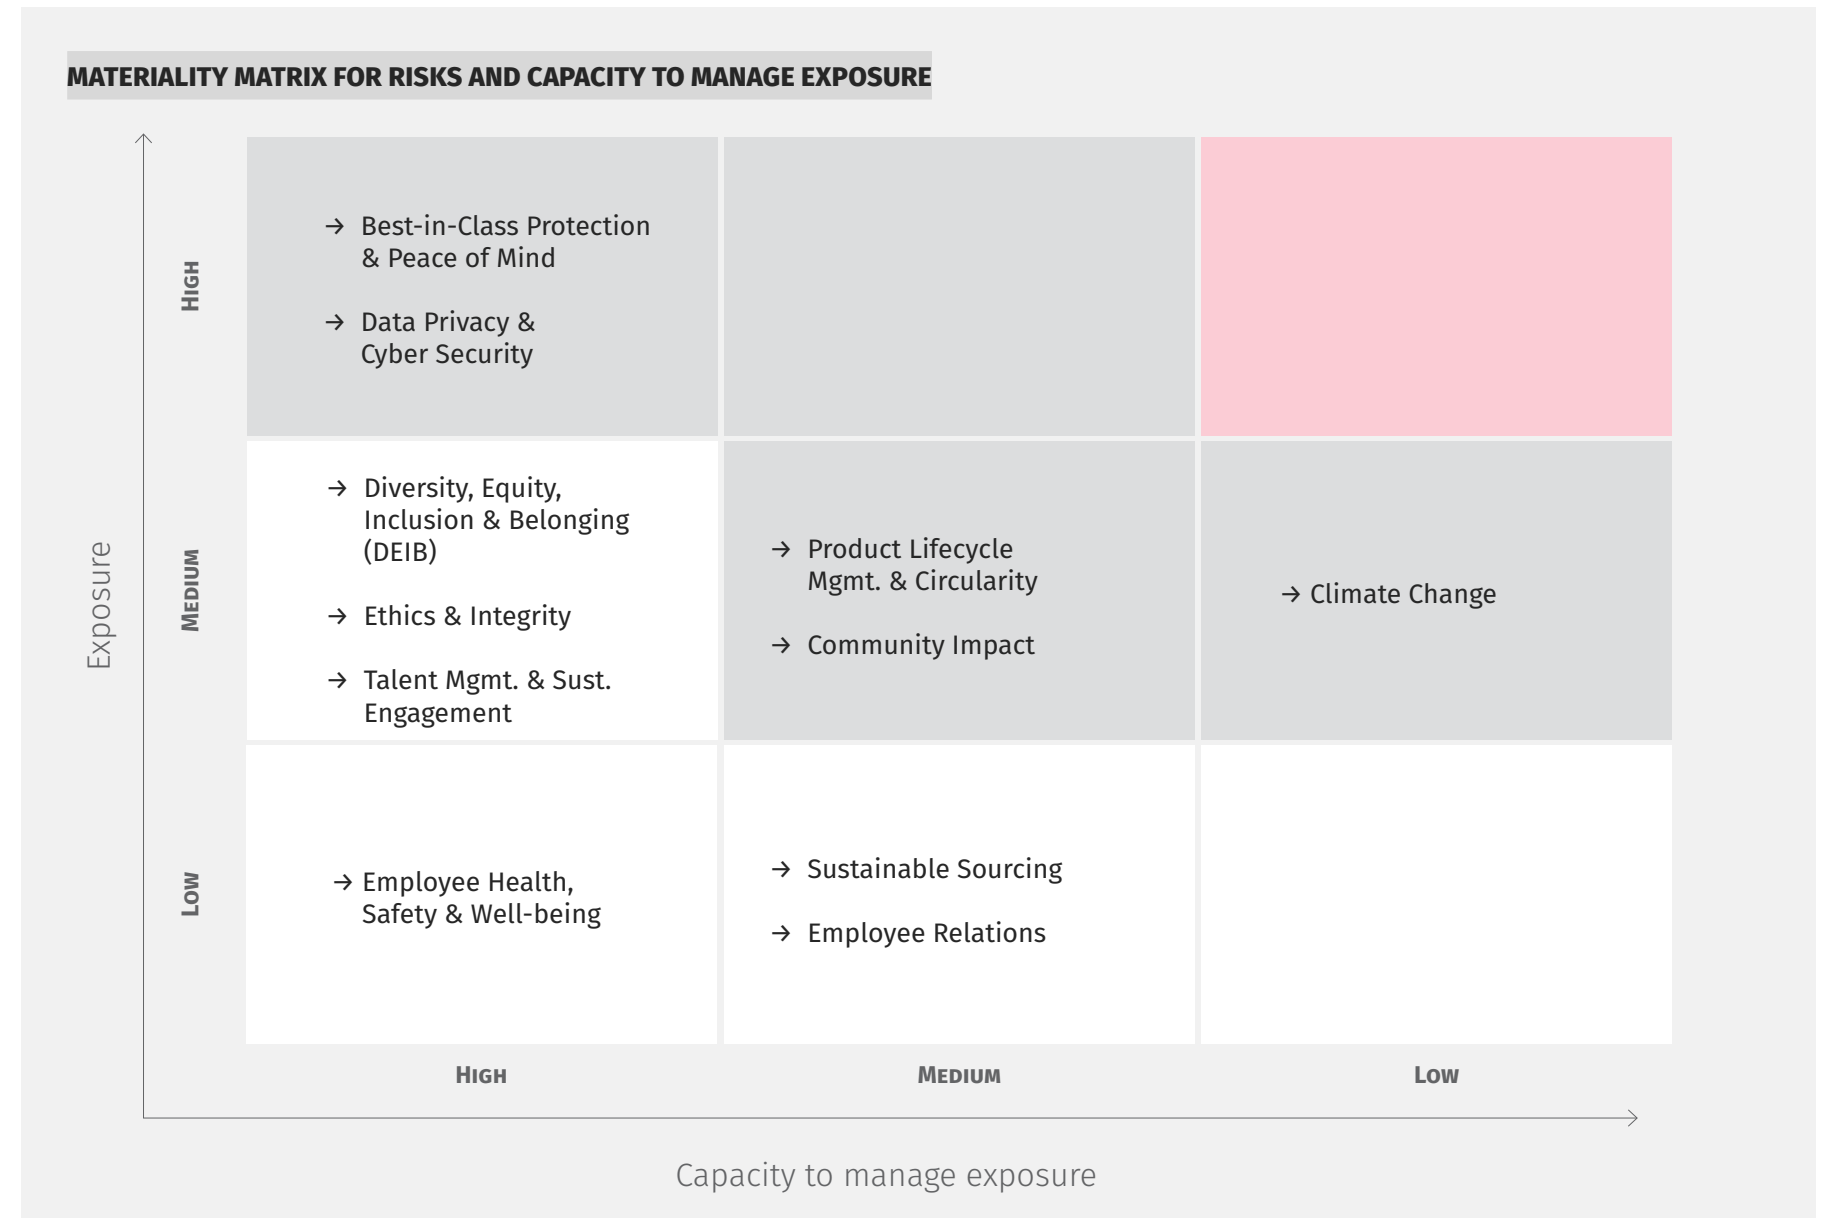 MATERIALITY MATRIX FOR RISKS AND CAPACITY TO MANAGE EXPOSURE
Exposure
HIGH
→ Best-in-Class Protection
& Peace of Mind
→ Data Privacy &
Cyber Security
MEDIUM
→ Diversity, Equity,
Inclusion & Belonging
(DEIB)
→ Ethics & Integrity
→ Talent Mgmt. & Sust.
Engagement
→ Product Lifecycle
Mgmt. & Circularity
→ Community Impact
→ Climate Change
LOW
→ Employee Health,
Safety & Well-being
→ Sustainable Sourcing
→ Employee Relations
HIGH
MEDIUM
LOW
Capacity to manage exposure